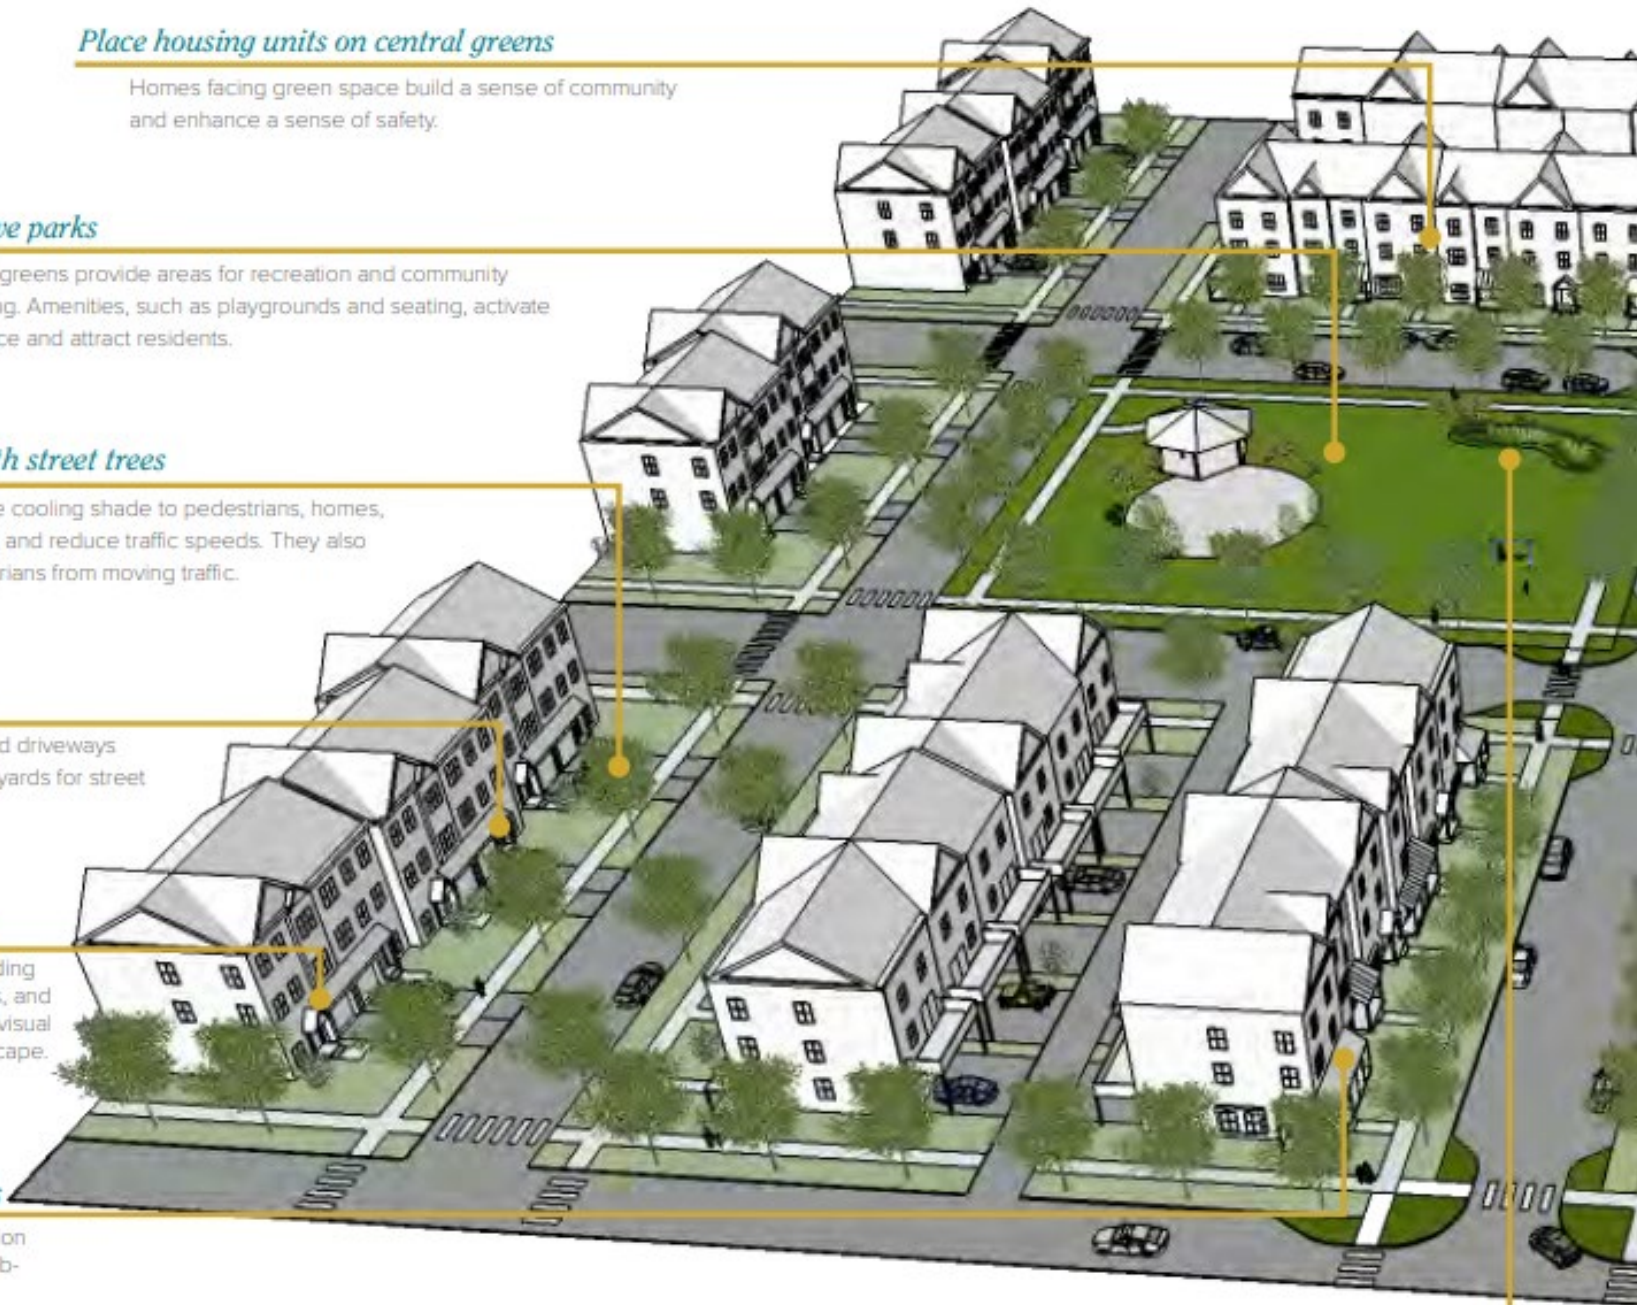 Place housing units on central greens
Homes facing green space build a sense of community
and enhance a sense of safety.
ve parks
greens provide areas for recreation and community
ng. Amenities, such as playgrounds and seating, activate
ce and attract residents.
th street trees
e cooling shade to pedestrians, homes,
and reduce traffic speeds. They also
rians from moving traffic.
d driveways
yards for street
ding
s, and
visual
cape.
on
b-